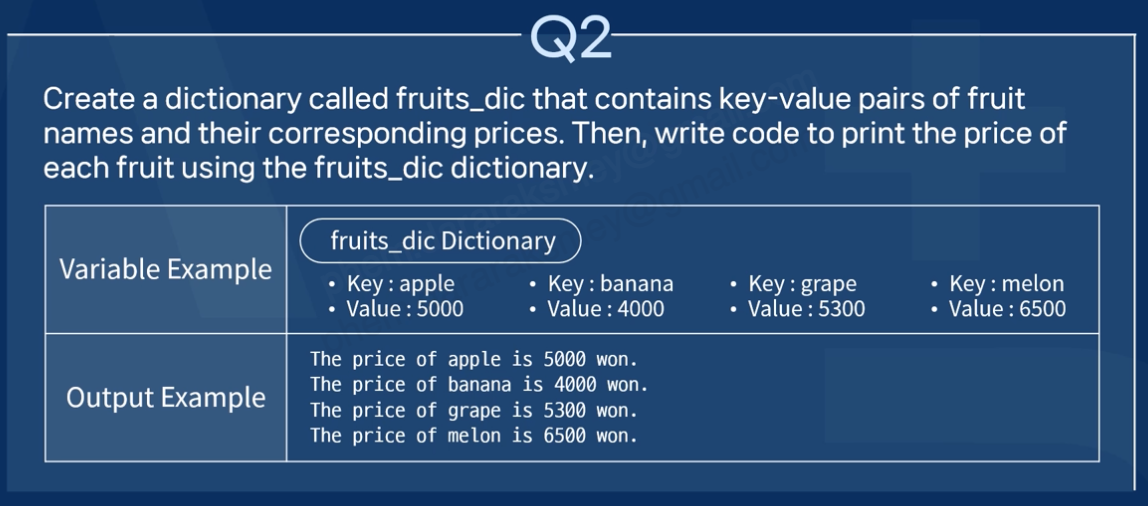 Q2
Create a dictionary called fruits_dic that contains key-value pairs of fruit
names and their corresponding prices. Then, write code to print the price of
each fruit using the fruits_dic dictionary.
Variable Example
fruits_dic Dictionary
• Key : apple • Key : banana • Key : grape • Key : melon
• Value : 5000 • Value : 4000 • Value : 5300 • Value : 6500
Output Example
The price of apple is 5000 won.
The price of banana is 4000 won.
The price of grape is 5300 won.
The price of melon is 6500 won.